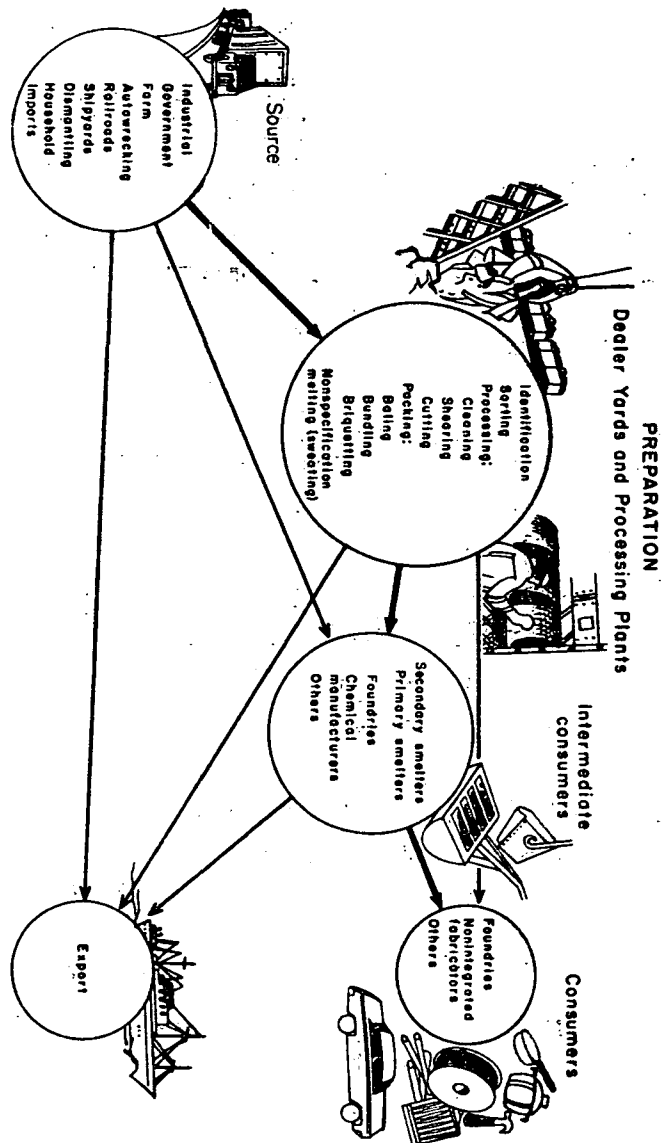 PREPARATION
Dealer Yards and Processing Plants
Source
Industrial
Government
Farm
Autowrecking
Railroads
Shipyards
Dismantling
Household
Imports
Identification
Sorting
Processing:
Cleaning
Shearing
Cutting
Packing:
Baling
Bundling
Briquetting
Nonspecification
melting (sweating)
Intermediate
consumers
Secondary smelters
Primary smelters
Foundries
Chemical
manufacturers
Others
Consumers
Foundries
Nonintegrated
fabricators
Others
Export